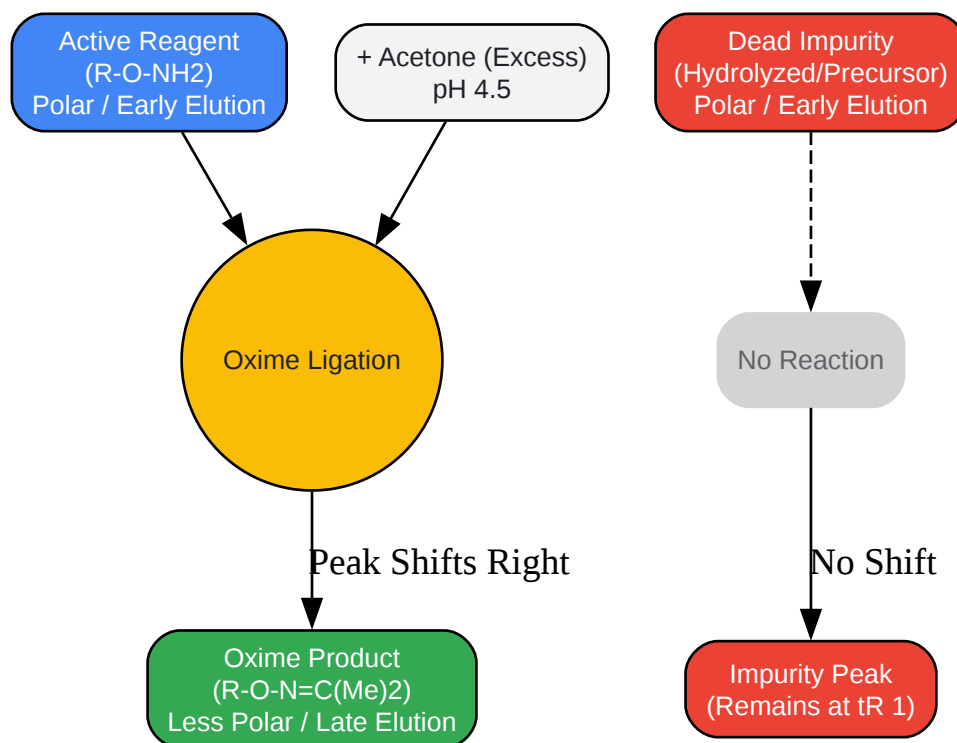 Active Reagent
(R-O-NH2)
Polar / Early Elution
+ Acetone (Excess)
pH 4.5
Dead Impurity
(Hydrolyzed/Precursor)
Polar / Early Elution
Oxime Ligation
No Reaction
Peak Shifts Right
No Shift
Oxime Product
(R-O-N=C(Me)2)
Less Polar / Late Elution
Impurity Peak
(Remains at tR 1)